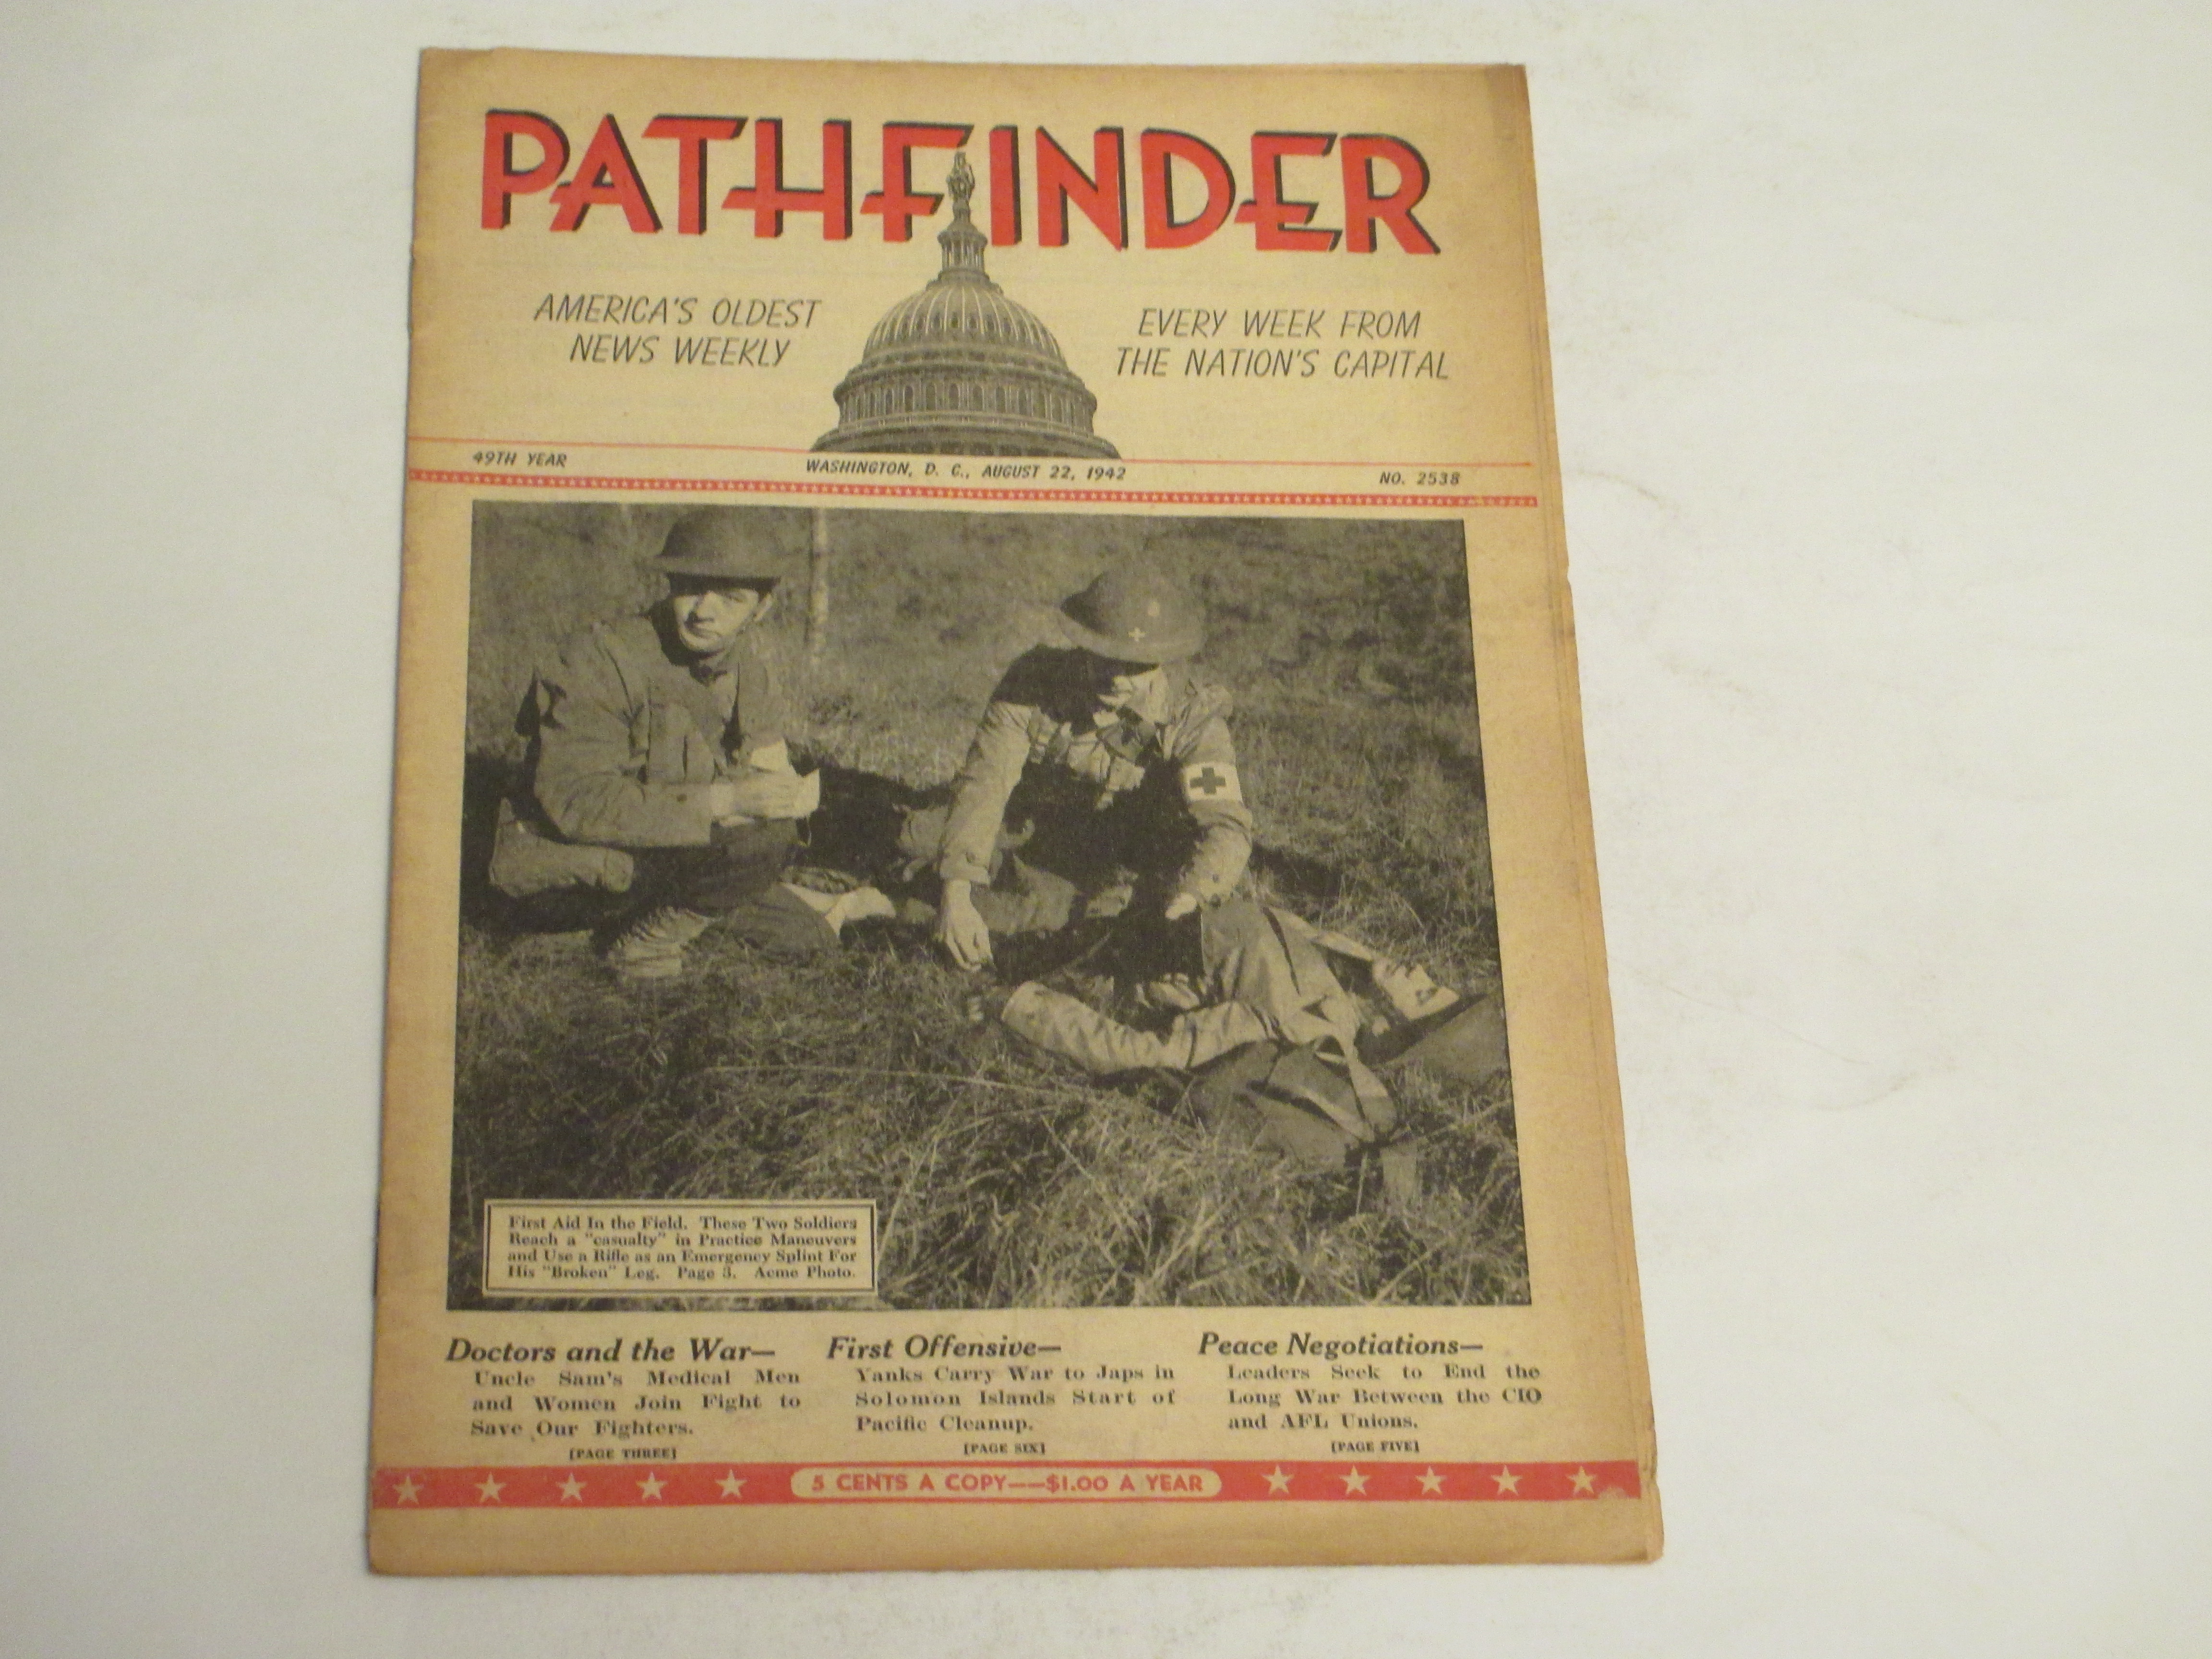 PATHFINDER
AMERICA'S OLDEST
NEWS WEEKLY
EVERY WEEK FROM
THE NATION'S CAPITAL
49TH YEAR
WASHINGTON, D. C., AUGUST 22, 1942
NO. 2538
First Aid In the Field. These Two Soldiers
Reach a "casualty" in Practice Maneuvers
and Use a Rifle as an Emergency Splint For
His "Broken" Leg. Page 3. Acme Photo.
Doctors and the War—
Uncle Sam's Medical Men
and Women Join Fight to
Save Our Fighters.
[PAGE THREE]
First Offensive—
Yanks Carry War to Japs in
Solomon Islands Start of
Pacific Cleanup.
[PAGE SIX]
Peace Negotiations—
Leaders Seek to End the
Long War Between the CIO
and AFL Unions.
[PAGE FIVE]
5 CENTS A COPY——$1.00 A YEAR